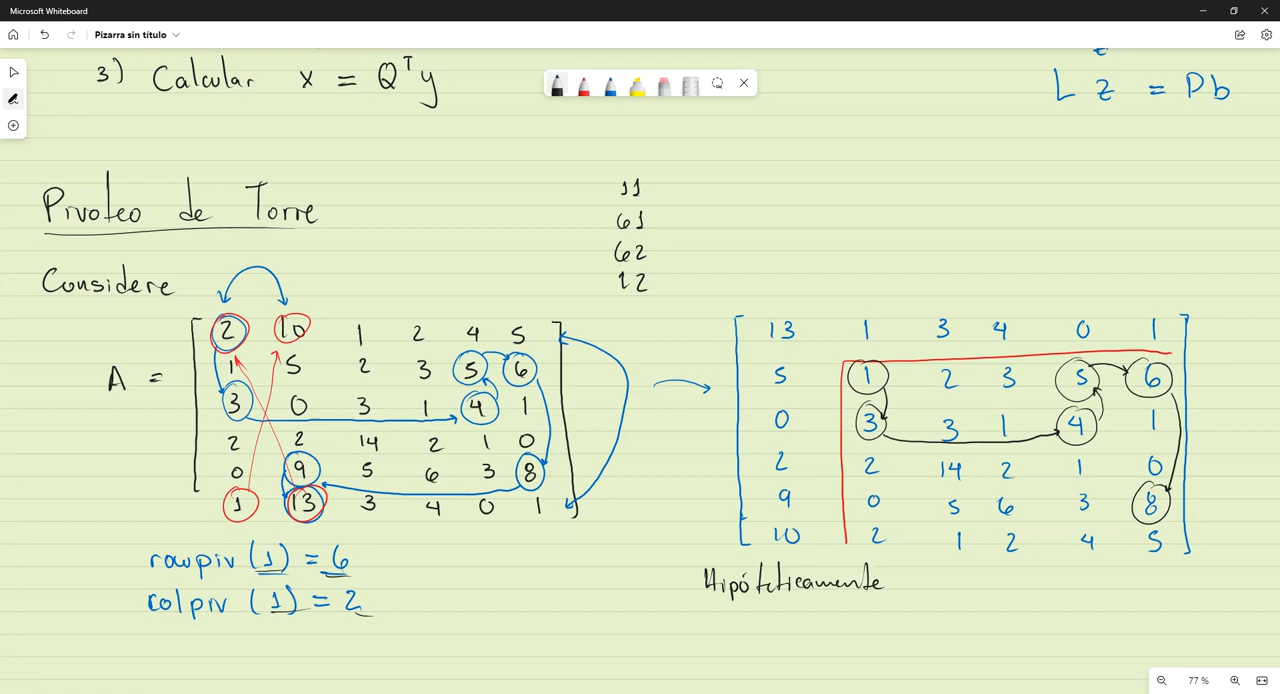 Microsoft Whiteboard
Pizarra sin título
3) Calcular x = Qᵀy
L z = Pb
Pivoteo de Torre
11
61
62
12
Considere
A =
2 10 1 2 4 5
1 5 2 3 5 6
3 0 3 1 4 1
2 2 14 2 1 0
0 9 5 6 3 8
1 13 3 4 0 1
13 1 3 4 0 1
5 1 2 3 5 6
0 3 3 1 4 1
2 2 14 2 1 0
9 0 5 6 3 8
10 2 1 2 4 5
rowpiv (1) = 6
colpiv (1) = 2
Hipóteticamente
77 %